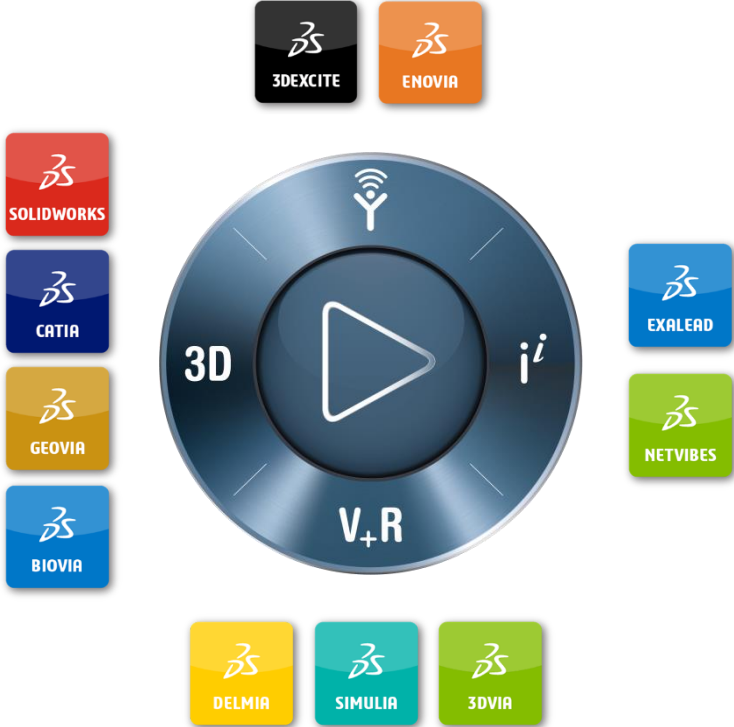 3DEXCITE
ENOVIA
SOLIDWORKS
CATIA
GEOVIA
BIOVIA
3D
i i
V+R
EXALEAD
NETVIBES
DELMIA
SIMULIA
3DVIA